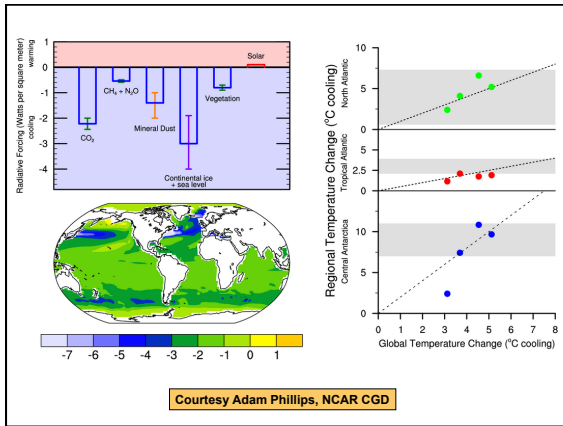 Radiative Forcing (Watts per square meter)
cooling
warming
1
0
-1
-2
-3
-4
CO₂
CH₄ + N₂O
Mineral Dust
Continental ice
+ sea level
Vegetation
Solar
-7 -6 -5 -4 -3 -2 -1 0 1
Regional Temperature Change (°C cooling)
North Atlantic
Tropical Atlantic
Central Antarctica
10
5
0
2.5
0
10
5
0
0 1 2 3 4 5 6 7 8
Global Temperature Change (°C cooling)
Courtesy Adam Phillips, NCAR CGD